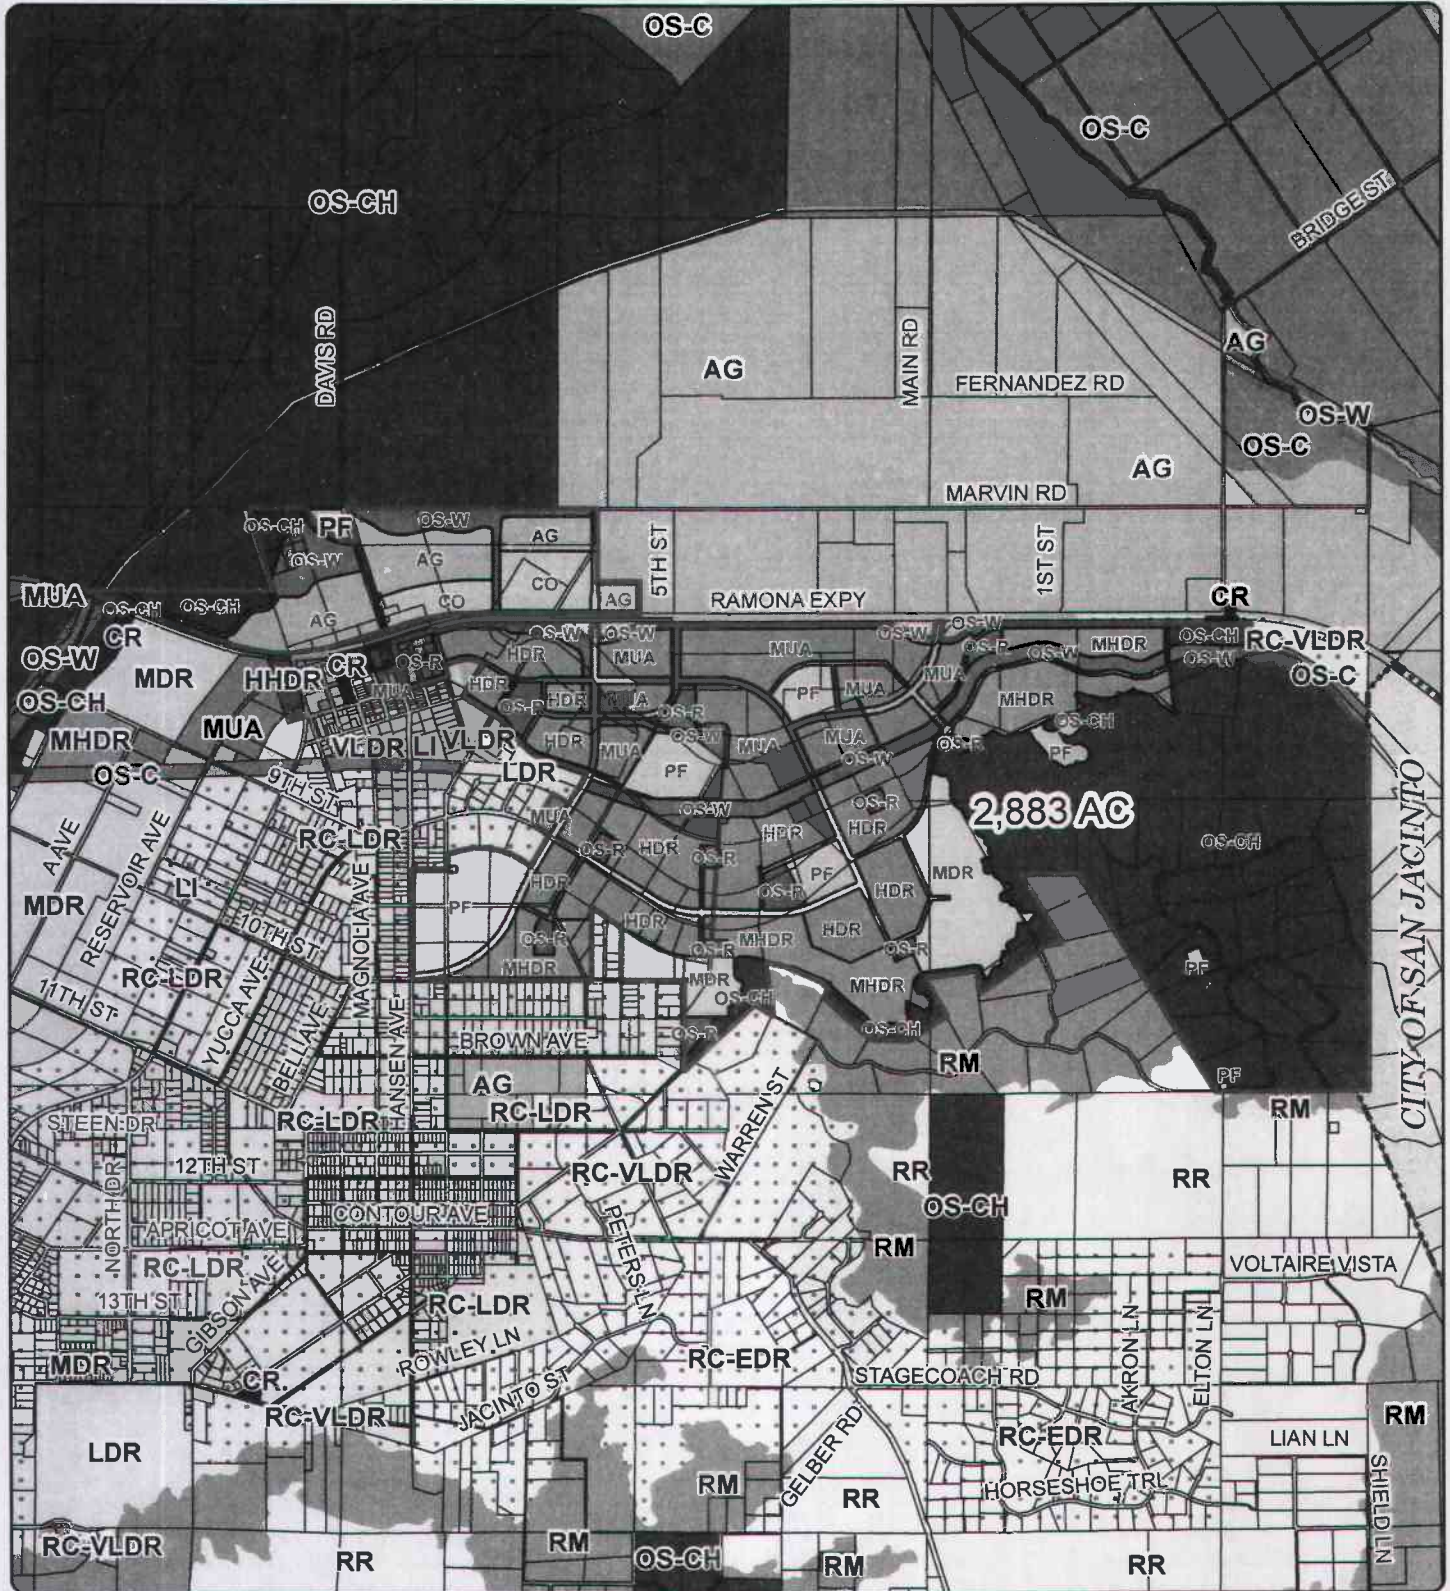 OS-C
OS-C
OS-CH
BRIDGE ST
DAVIS RD
AG
MAIN RD
FERNANDEZ RD
AG
OS-W
OS-C
AG
MARVIN RD
OS-CH
PF
OS-W
AG
5TH ST
1ST ST
OS-W
AG
CO
MUA
OS-CH
OS-CH
AG
CO
AG
RAMONA EXPY
CR
CR
OS-W
OS-W
OS-W
OS-W
OS-CH
RC-VLDR
OS-W
MDR
HHDR
CR
OS-R
HDR
MUA
MUA
OS-R
OS-W
MHDR
OS-W
OS-C
OS-CH
MUA
HDR
OS-R
HDR
MUA
OS-R
PF
MUA
MUA
MHDR
OS-CH
MHDR
MUA
VLDR
LI
VLDR
HDR
MUA
OS-W
MUA
MUA
OS-R
PF
OS-C
9TH ST
LDR
PF
OS-W
2,883 AC
CITY OF SAN JACINTO
A AVE
RESERVOIR AVE
RC-LDR
MUA
OS-W
OS-R
HDR
HDR
OS-CH
OS-R
HDR
OS-R
MDR
LI
MAGNOLIA AVE
PF
HDR
OS-R
PF
HDR
MDR
10TH ST
HDR
HDR
RC-LDR
OS-R
MHDR
OS-R
MHDR
OS-R
PF
11TH ST
YUCCA AVE
BELL AVE
HANSEN AVE
MDR
OS-CH
MHDR
BROWN AVE
OS-R
OS-CH
RM
PF
AG
RC-LDR
WARREN ST
RM
STEEN DR
RC-LDR
12TH ST
RC-VLDR
RR
RR
NORTH DR
OS-CH
APRICOT AVE
CONTOUR AVE
PETERS LN
RM
RC-LDR
GIBSON AVE
VOLTAIRE VISTA
13TH ST
RC-LDR
RM
ROWLEY LN
RC-EDR
AKRON LN
ELTON LN
MDR
CR
JACINTO ST
STAGECOACH RD
RC-VLDR
RM
LDR
GELBER RD
RC-EDR
LIAN LN
RM
RR
HORSESHOE TRL
SHIELD LN
RC-VLDR
RR
RM
OS-CH
RM
RR